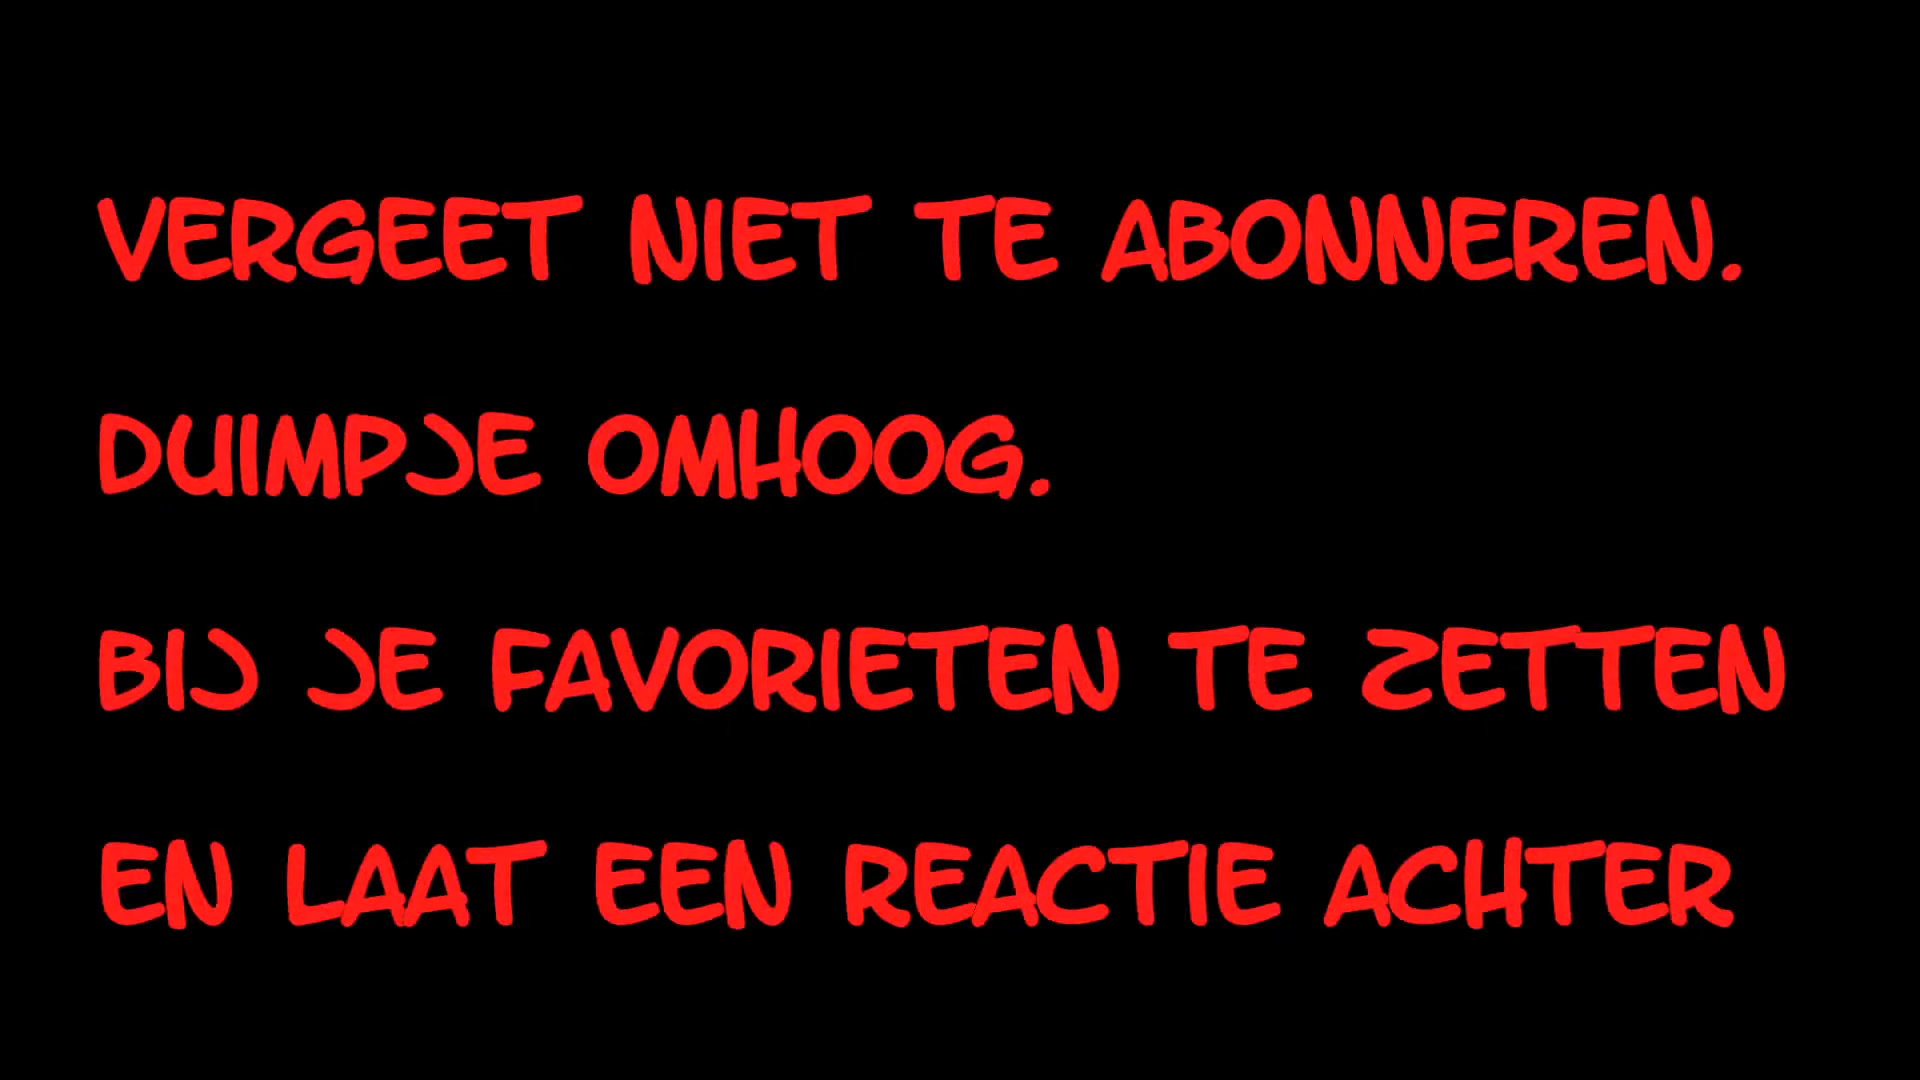 VERGEET NIET TE ABONNEREN.
DUIMPJE OMHOOG.
BIJ JE FAVORIETEN TE ZETTEN
EN LAAT EEN REACTIE ACHTER